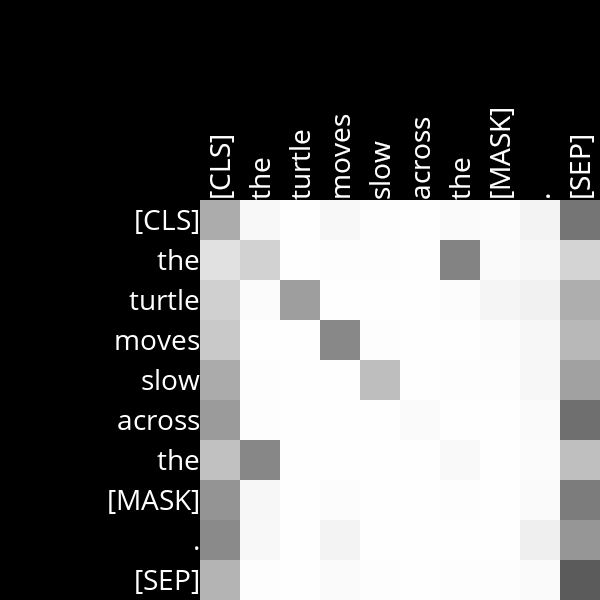 [CLS]
the
turtle
moves
slow
across
the
[MASK]
.
[SEP]
[CLS]
the
turtle
moves
slow
across
the
[MASK]
.
[SEP]